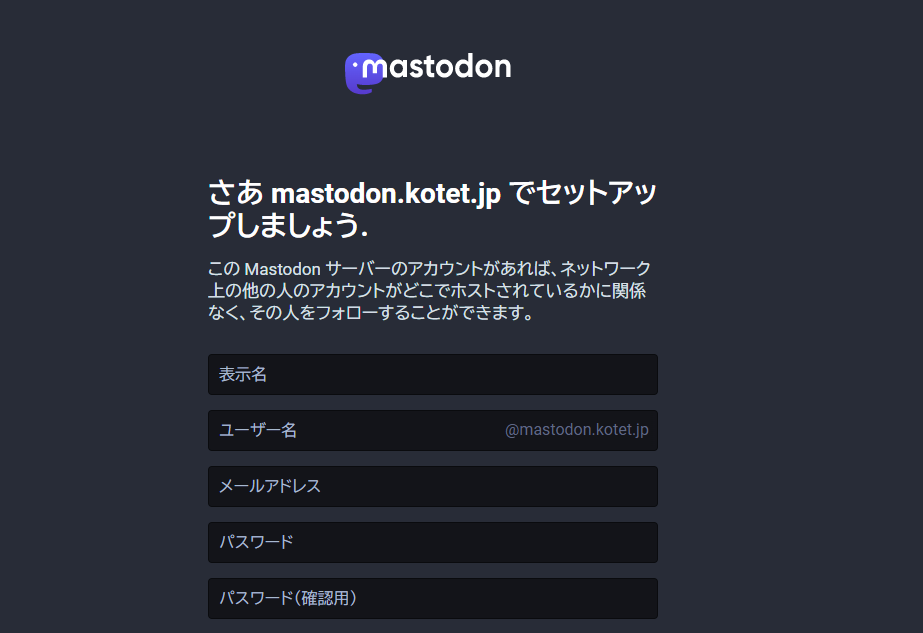 mastodon
さあ mastodon.kotet.jp でセットアッ
プしましょう.
この Mastodon サーバーのアカウントがあれば、ネットワーク
上の他の人のアカウントがどこでホストされているかに関係
なく、その人をフォローすることができます。
表示名
ユーザー名 @mastodon.kotet.jp
メールアドレス
パスワード
パスワード（確認用）